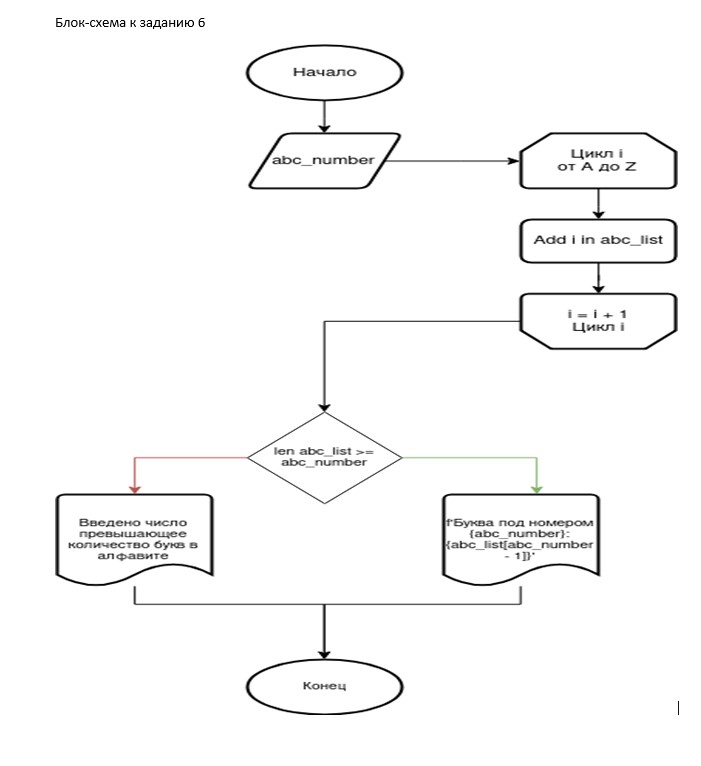 Блок-схема к заданию 6
Начало
abc_number
Цикл i
от A до Z
Add i in abc_list
i = i + 1
Цикл i
len abc_list >=
abc_number
Введено число
превышающее
количество букв в
алфавите
f'Буква под номером
{abc_number}:
{abc_list[abc_number
- 1]}'
Конец